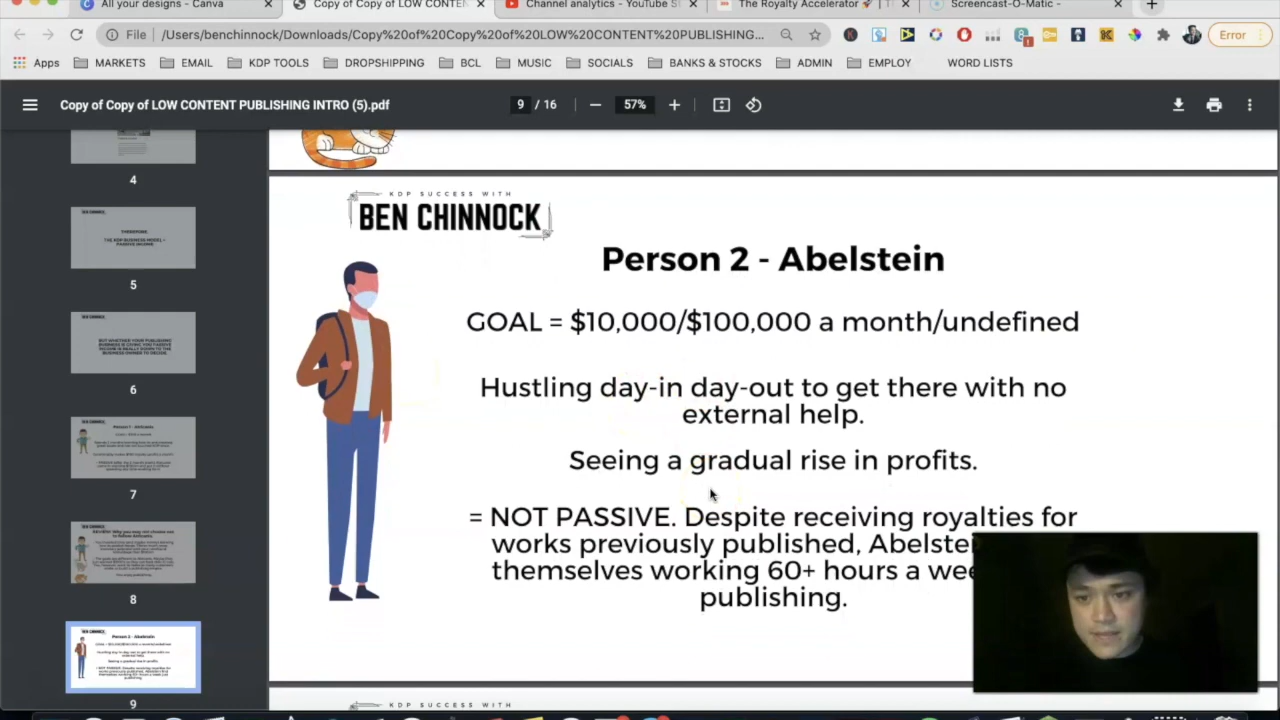 All your designs - Canva
Copy of Copy of LOW CONTEN
Channel analytics - YouTube S
The Royalty Accelerator
Screencast-O-Matic -
File
/Users/benchinnock/Downloads/Copy%20of%20Copy%20of%20LOW%20CONTENT%20PUBLISHING...
Error
Apps MARKETS EMAIL KDP TOOLS DROPSHIPPING BCL MUSIC SOCIALS BANKS & STOCKS ADMIN EMPLOY WORD LISTS
Copy of Copy of LOW CONTENT PUBLISHING INTRO (5).pdf
9 / 16
57%
4
5
6
7
8
9
KDP SUCCESS WITH
BEN CHINNOCK
Person 2 - Abelstein
GOAL = $10,000/$100,000 a month/undefined
Hustling day-in day-out to get there with no
external help.
Seeing a gradual rise in profits.
= NOT PASSIVE. Despite receiving royalties for
works previously published, Abelste
themselves working 60+ hours a wee
publishing.
KDP SUCCESS WITH